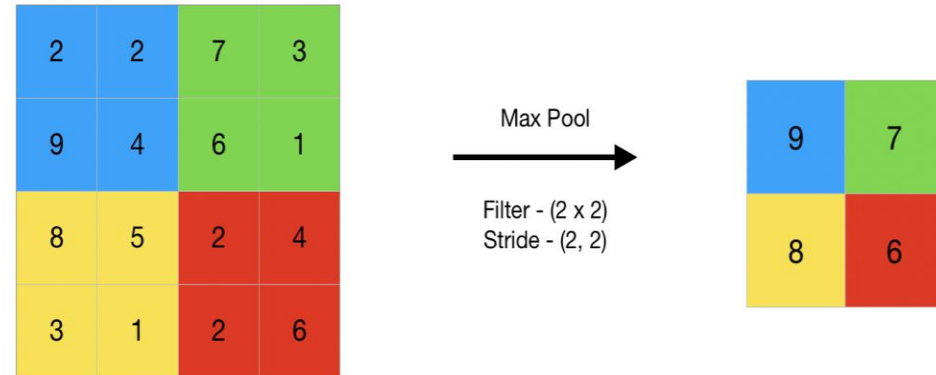 2 2 7 3
9 4 6 1
8 5 2 4
3 1 2 6
Max Pool
Filter - (2 x 2)
Stride - (2, 2)
9 7
8 6